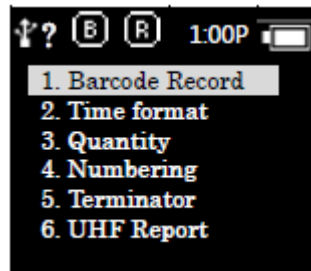 ? B R 1:00P
1. Barcode Record
2. Time format
3. Quantity
4. Numbering
5. Terminator
6. UHF Report